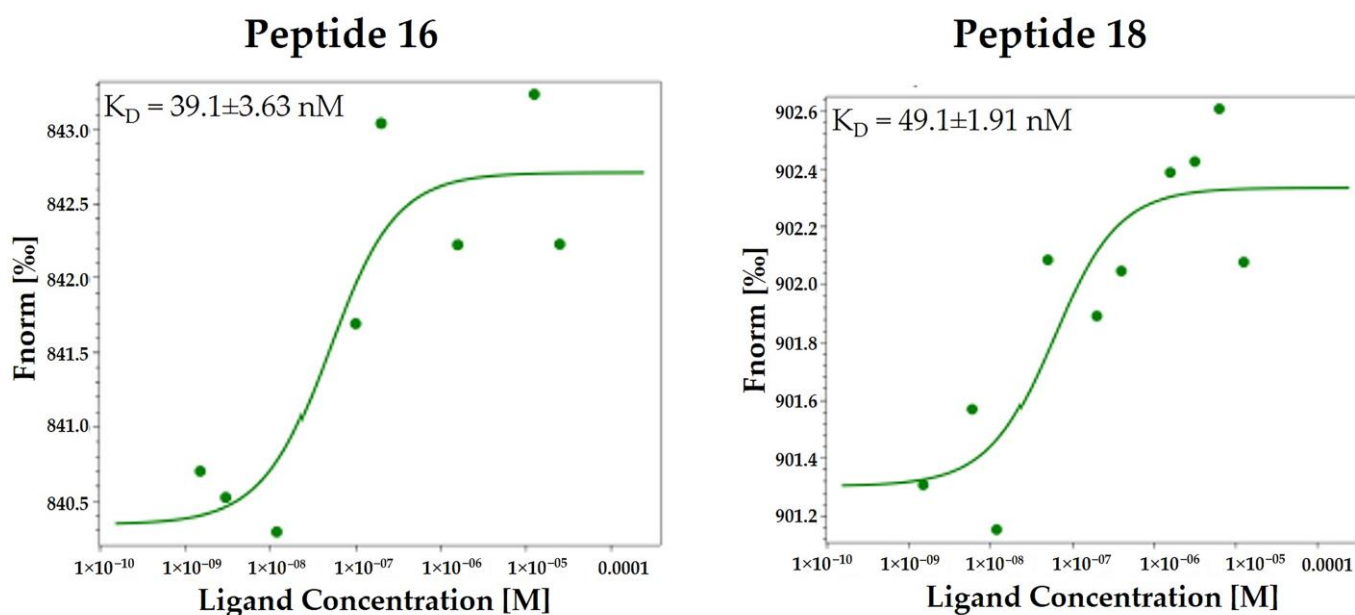 Peptide 16
K_D = 39.1±3.63 nM
Fnorm [‰]
843.0
842.5
842.0
841.5
841.0
840.5
1×10⁻¹⁰ 1×10⁻⁰⁹ 1×10⁻⁰⁸ 1×10⁻⁰⁷ 1×10⁻⁰⁶ 1×10⁻⁰⁵ 0.0001
Ligand Concentration [M]
Peptide 18
K_D = 49.1±1.91 nM
Fnorm [‰]
902.6
902.4
902.2
902.0
901.8
901.6
901.4
901.2
1×10⁻¹⁰ 1×10⁻⁰⁹ 1×10⁻⁰⁸ 1×10⁻⁰⁷ 1×10⁻⁰⁶ 1×10⁻⁰⁵ 0.0001
Ligand Concentration [M]